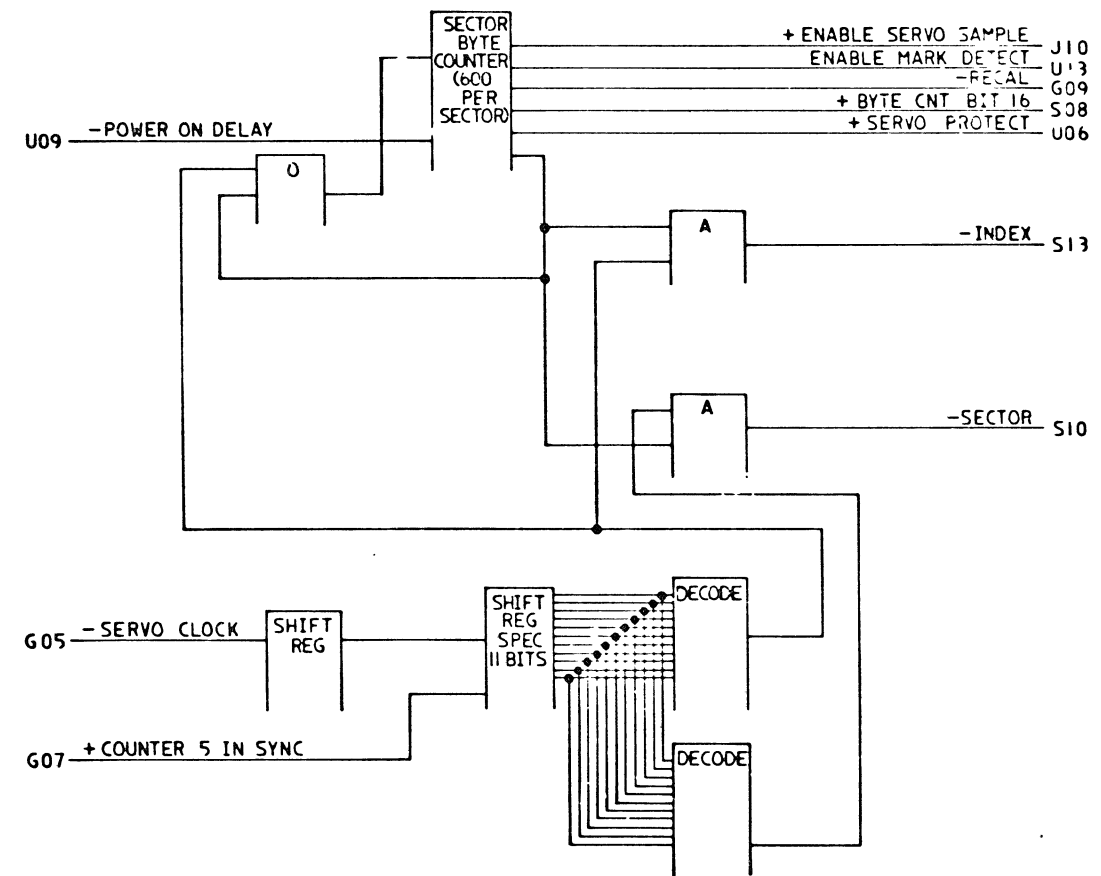 SECTOR
BYTE
COUNTER
(600
PER
SECTOR)
+ ENABLE SERVO SAMPLE
J10
ENABLE MARK DETECT
U13
-RECAL
G09
+ BYTE CNT BIT 16
S08
+ SERVO PROTECT
U06
U09
-POWER ON DELAY
O
A
-INDEX
S13
A
-SECTOR
S10
G05
- SERVO CLOCK
SHIFT
REG
SHIFT
REG
SPEC
11 BITS
DECODE
G07
+ COUNTER 5 IN SYNC
DECODE